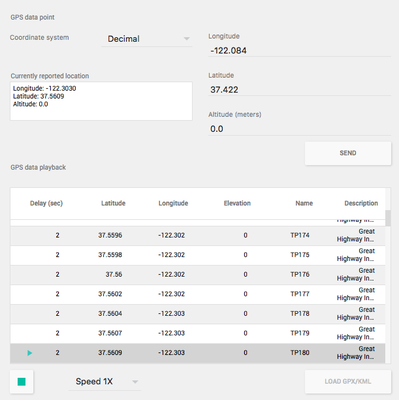 GPS data point
Coordinate system
Decimal
Longitude
-122.084
Currently reported location
Longitude: -122.3030
Latitude: 37.5609
Altitude: 0.0
Latitude
37.422
Altitude (meters)
0.0
SEND
GPS data playback
Delay (sec) Latitude Longitude Elevation Name Description
Highway In...
2 37.5596 -122.302 0 TP174 Great
Highway In...
2 37.5598 -122.302 0 TP175 Great
Highway In...
2 37.56 -122.302 0 TP176 Great
Highway In...
2 37.5602 -122.302 0 TP177 Great
Highway In...
2 37.5604 -122.303 0 TP178 Great
Highway In...
2 37.5607 -122.303 0 TP179 Great
Highway In...
2 37.5609 -122.303 0 TP180 Great
Highway In...
Speed 1X
LOAD GPX/KML